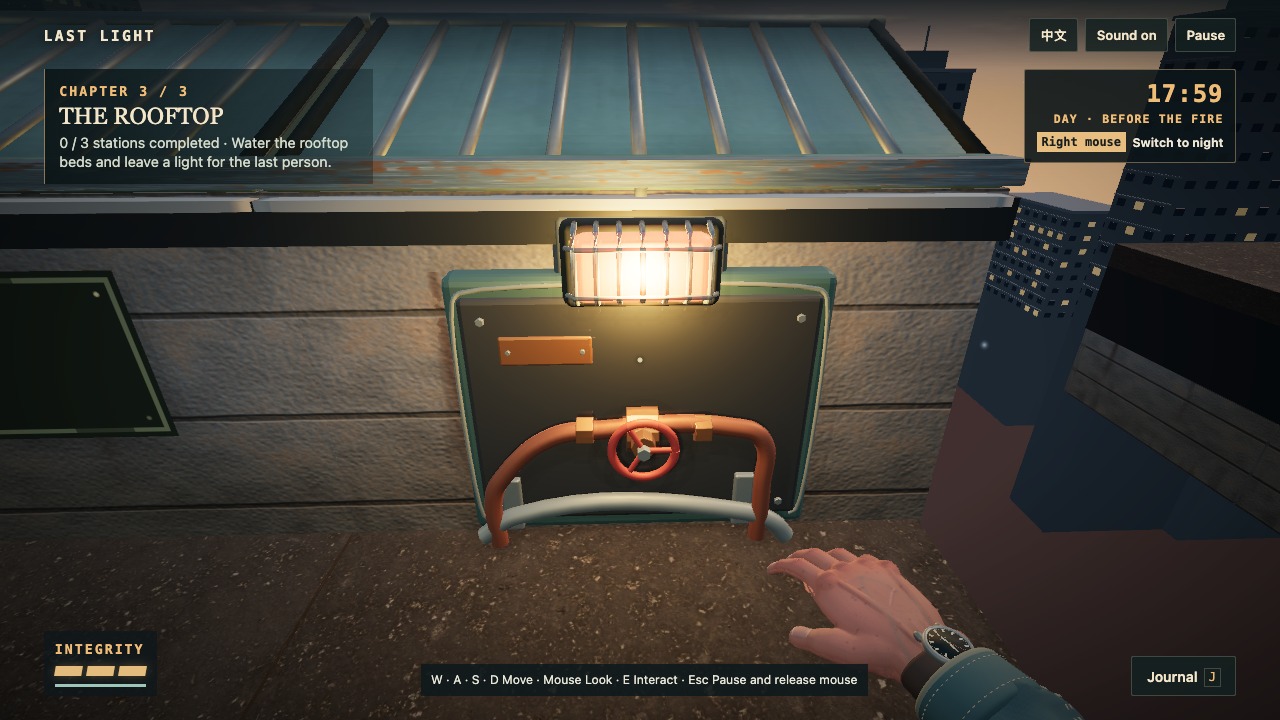 LAST LIGHT
中文
Sound on
Pause
CHAPTER 3 / 3
THE ROOFTOP
0 / 3 stations completed · Water the rooftop
beds and leave a light for the last person.
17:59
DAY · BEFORE THE FIRE
Right mouse Switch to night
INTEGRITY
W · A · S · D Move · Mouse Look · E Interact · Esc Pause and release mouse
Journal J